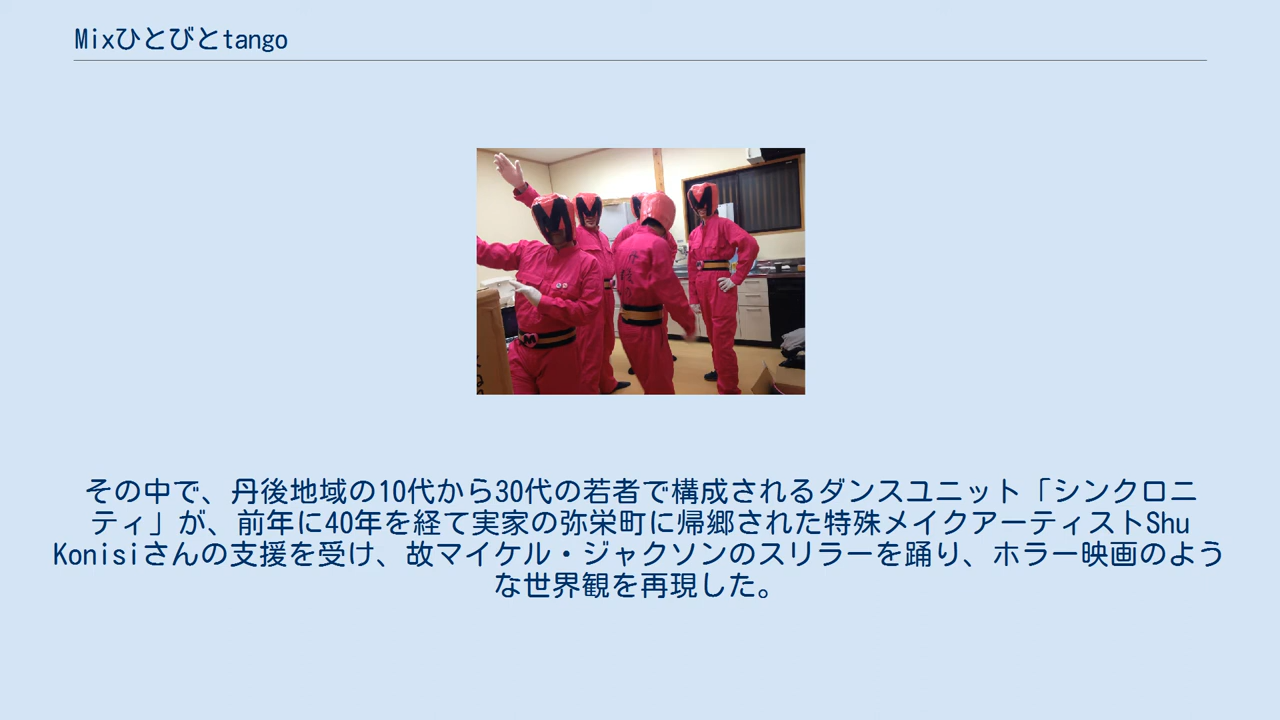 Mixひとびとtango
M
M
M
M
その中で、丹後地域の10代から30代の若者で構成されるダンスユニット「シンクロニ
ティ」が、前年に40年を経て実家の弥栄町に帰郷された特殊メイクアーティストShu
Konisiさんの支援を受け、故マイケル・ジャクソンのスリラーを踊り、ホラー映画のよう
な世界観を再現した。